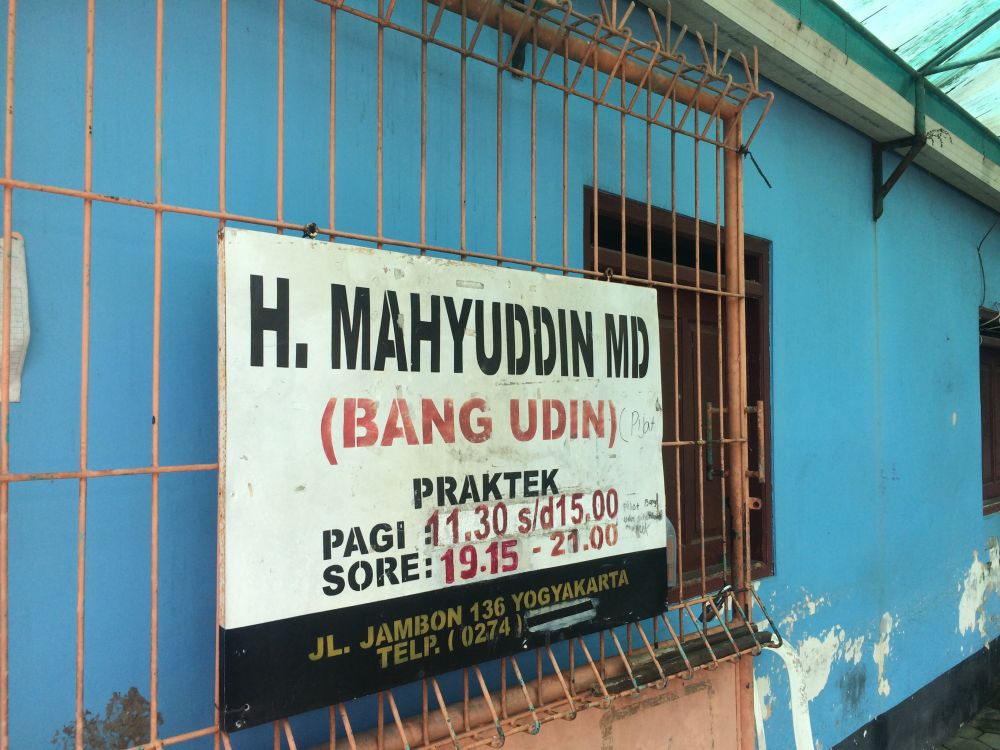 H. MAHYUDDIN MD
(BANG UDIN) (Pijat
PRAKTEK
PAGI : 11.30 s/d 15.00
SORE : 19.15 - 21.00
JL. JAMBON 136 YOGYAKARTA
TELP. ( 0274 )